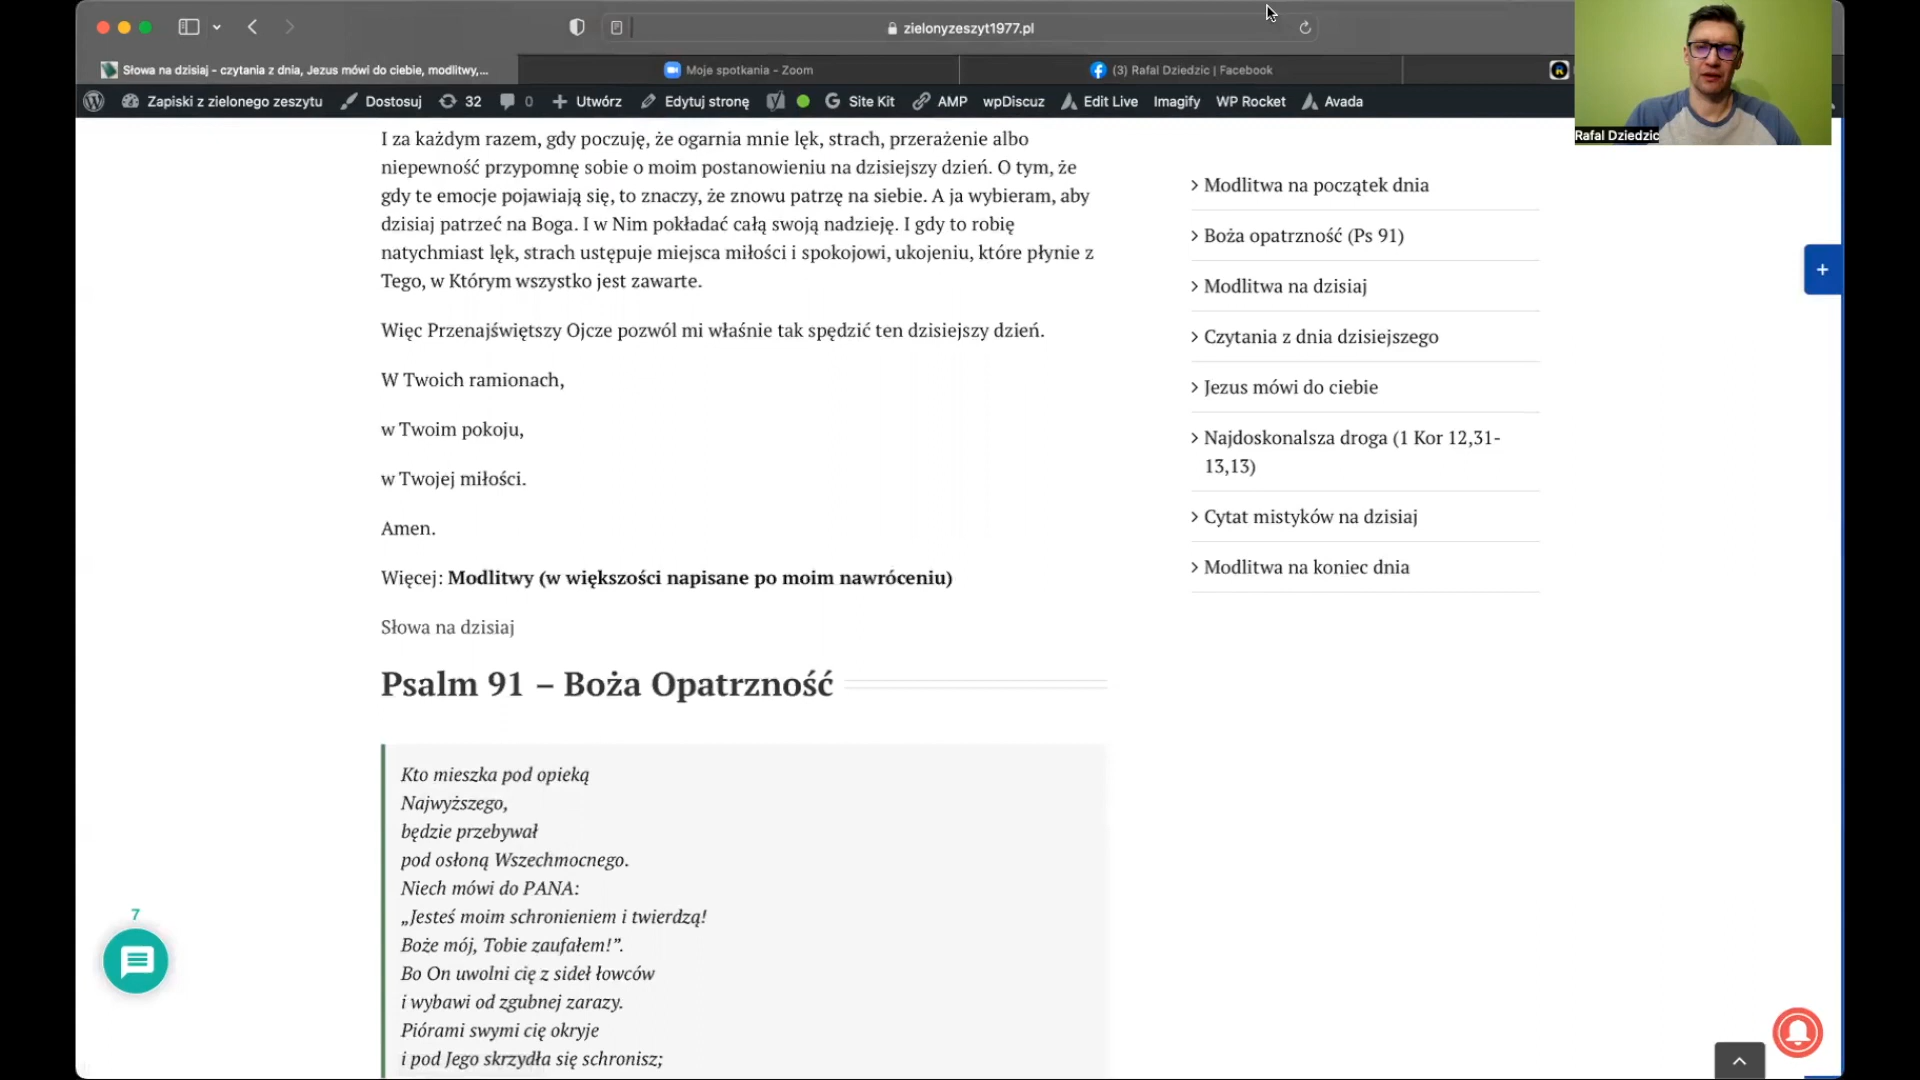 zielonyzeszyt1977.pl
Słowa na dzisiaj - czytania z dnia, Jezus mówi do ciebie, modlitwy,...
Moje spotkania - Zoom
(3) Rafal Dziedzic | Facebook
Zapiski z zielonego zeszytu
Dostosuj
32
0
Utwórz
Edytuj stronę
Site Kit
AMP
wpDiscuz
Edit Live
Imagify
WP Rocket
Avada
Rafal Dziedzic
I za każdym razem, gdy poczuję, że ogarnia mnie lęk, strach, przerażenie albo
niepewność przypomnę sobie o moim postanowieniu na dzisiejszy dzień. O tym, że
gdy te emocje pojawiają się, to znaczy, że znowu patrzę na siebie. A ja wybieram, aby
dzisiaj patrzeć na Boga. I w Nim pokładać całą swoją nadzieję. I gdy to robię
natychmiast lęk, strach ustępuje miejsca miłości i spokojowi, ukojeniu, które płynie z
Tego, w Którym wszystko jest zawarte.
Więc Przenajświętszy Ojcze pozwól mi właśnie tak spędzić ten dzisiejszy dzień.
W Twoich ramionach,
w Twoim pokoju,
w Twojej miłości.
Amen.
Więcej: Modlitwy (w większości napisane po moim nawróceniu)
Słowa na dzisiaj
Psalm 91 – Boża Opatrzność
Kto mieszka pod opieką
Najwyższego,
będzie przebywał
pod osłoną Wszechmocnego.
Niech mówi do PANA:
„Jesteś moim schronieniem i twierdzą!
Boże mój, Tobie zaufałem!”.
Bo On uwolni cię z sideł łowców
i wybawi od zgubnej zarazy.
Piórami swymi cię okryje
i pod Jego skrzydła się schronisz;
Modlitwa na początek dnia
Boża opatrzność (Ps 91)
Modlitwa na dzisiaj
Czytania z dnia dzisiejszego
Jezus mówi do ciebie
Najdoskonalsza droga (1 Kor 12,31-
13,13)
Cytat mistyków na dzisiaj
Modlitwa na koniec dnia
7